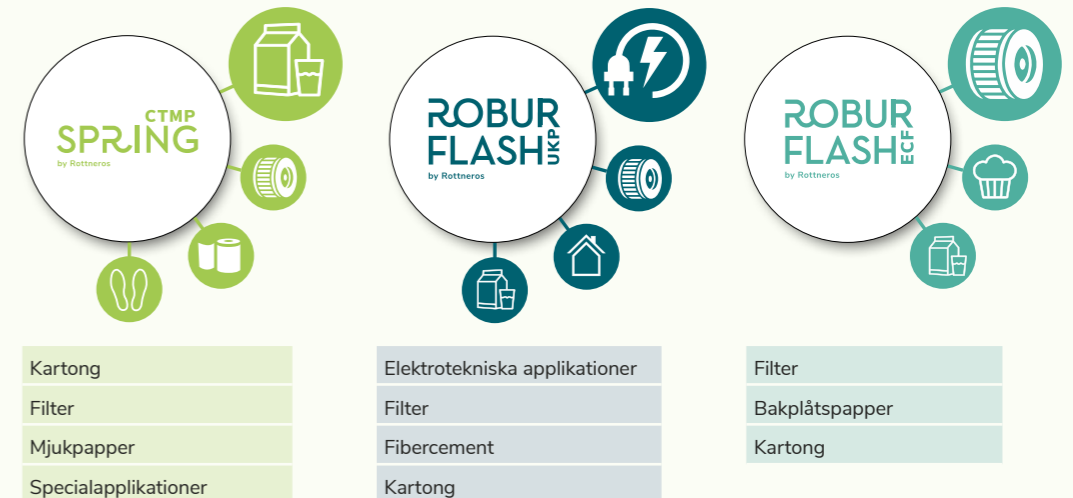 CTMP
SPRING
by Rottneros
ROBUR
FLASH UKP
by Rottneros
ROBUR
FLASH ECF
by Rottneros
Kartong
Filter
Mjukpapper
Specialapplikationer
Elektrotekniska applikationer
Filter
Fibercement
Kartong
Filter
Bakplåtspapper
Kartong